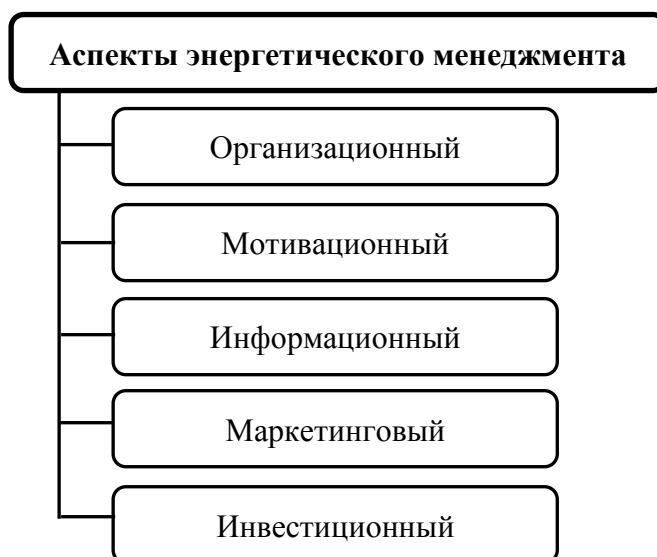 Аспекты энергетического менеджмента
Организационный
Мотивационный
Информационный
Маркетинговый
Инвестиционный